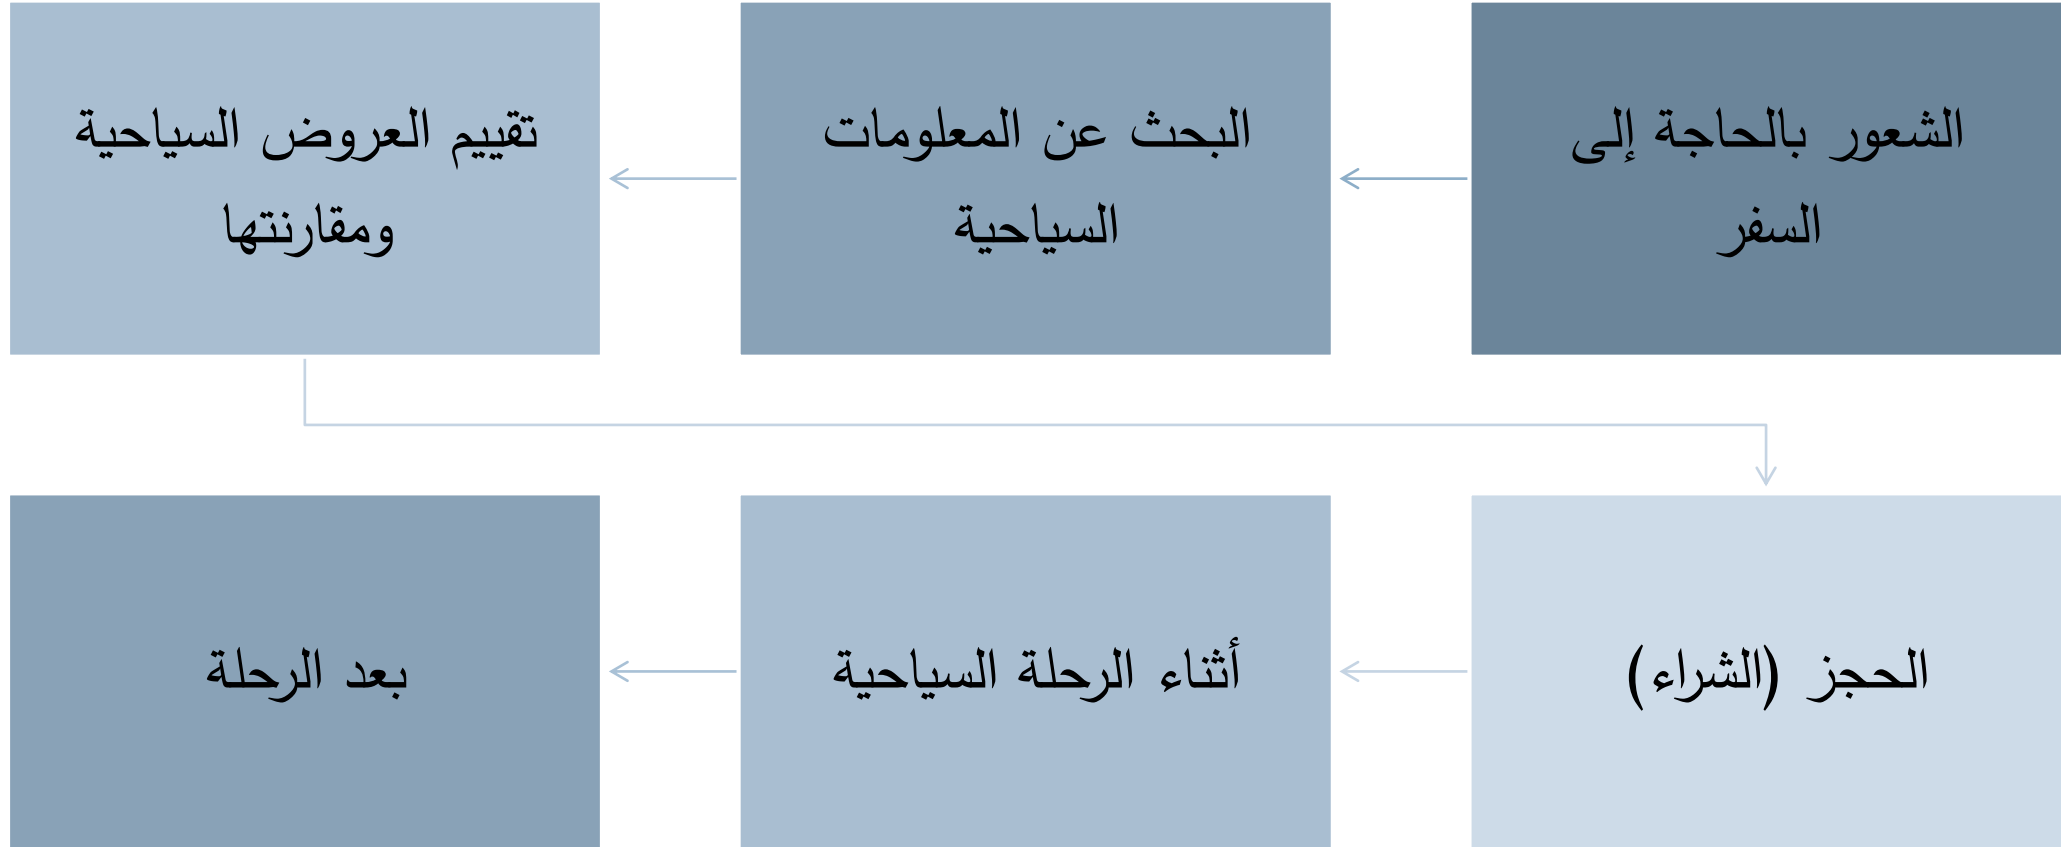 الشعور بالحاجة إلى
السفر
البحث عن المعلومات
السياحية
تقييم العروض السياحية
ومقارنتها
الحجز (الشراء)
أثناء الرحلة السياحية
بعد الرحلة